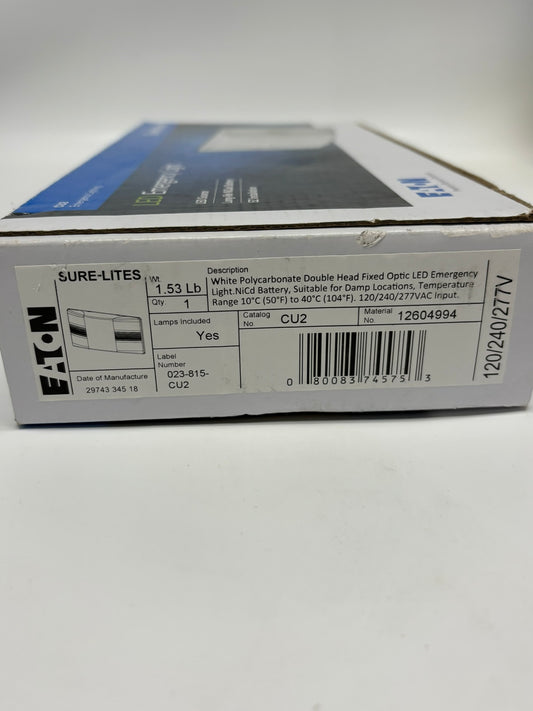 LED Emergency Light
EATON
SURE-LITES
Wt.
1.53 Lb
Qty.
1
Description
White Polycarbonate Double Head Fixed Optic LED Emergency
Light.NiCd Battery, Suitable for Damp Locations, Temperature
Range 10°C (50°F) to 40°C (104°F). 120/240/277VAC Input.
Lamps Included
Yes
Catalog
No.
CU2
Material
No.
12604994
Label
Number
023-815-
CU2
0 80083 74575 3
120/240/277V
EATON
Date of Manufacture
29743 345 18